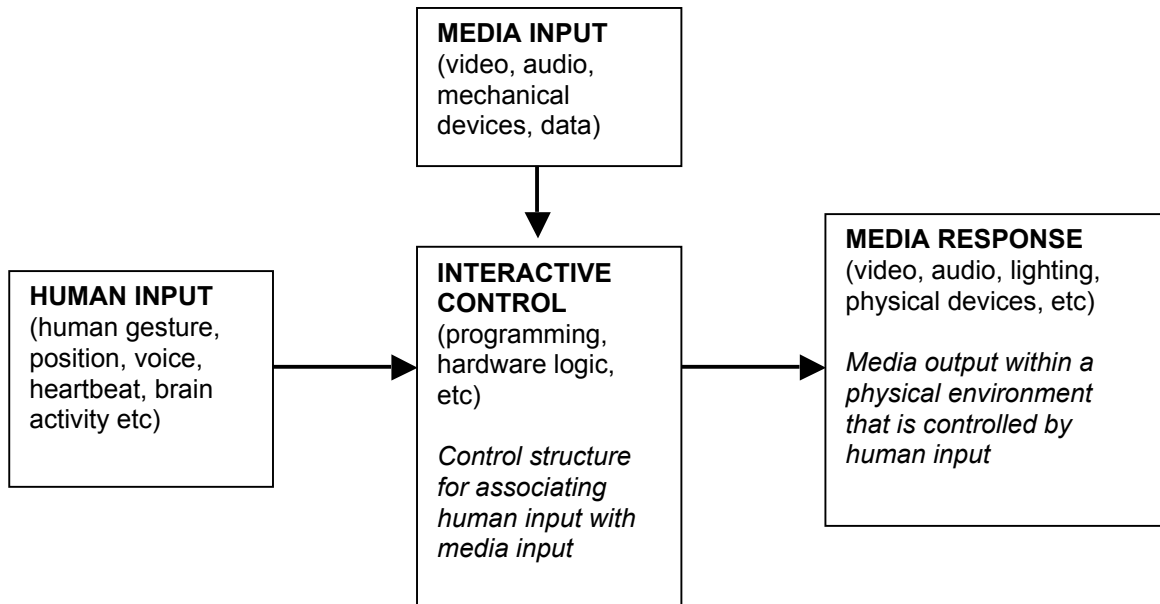 MEDIA INPUT
(video, audio,
mechanical
devices, data)
HUMAN INPUT
(human gesture,
position, voice,
heartbeat, brain
activity etc)
INTERACTIVE
CONTROL
(programming,
hardware logic,
etc)
Control structure
for associating
human input with
media input
MEDIA RESPONSE
(video, audio, lighting,
physical devices, etc)
Media output within a
physical environment
that is controlled by
human input